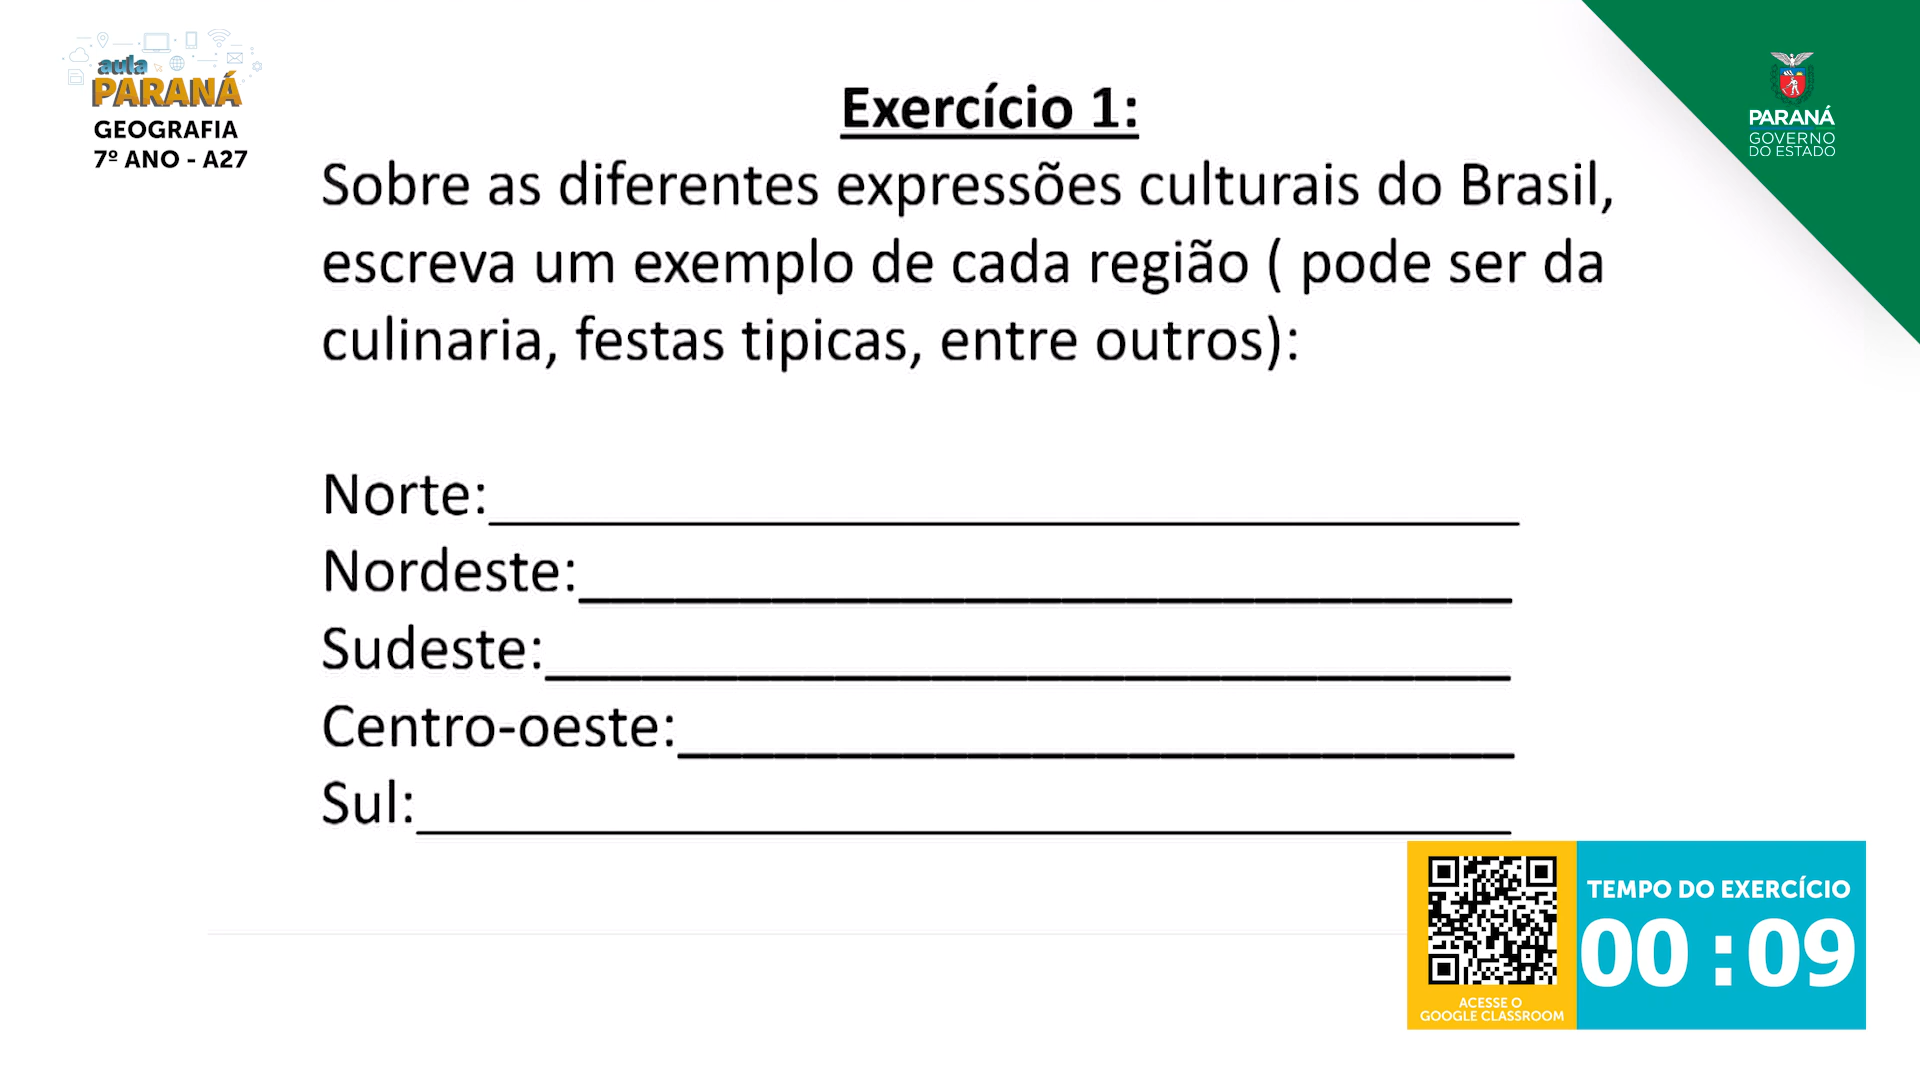 aula
PARANÁ
GEOGRAFIA
7º ANO - A27
PARANÁ
GOVERNO
DO ESTADO
Exercício 1:
Sobre as diferentes expressões culturais do Brasil,
escreva um exemplo de cada região ( pode ser da
culinaria, festas tipicas, entre outros):
Norte:
Nordeste:
Sudeste:
Centro-oeste:
Sul:
ACESSE O
GOOGLE CLASSROOM
TEMPO DO EXERCÍCIO
00 : 09